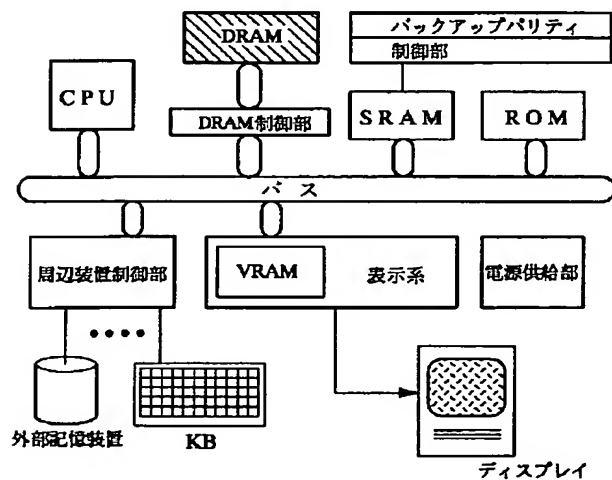 DRAM
バックアップパリティ
制御部
CPU
DRAM制御部
SRAM
ROM
バス
周辺装置制御部
VRAM
表示系
電源供給部
外部記憶装置
KB
ディスプレイ